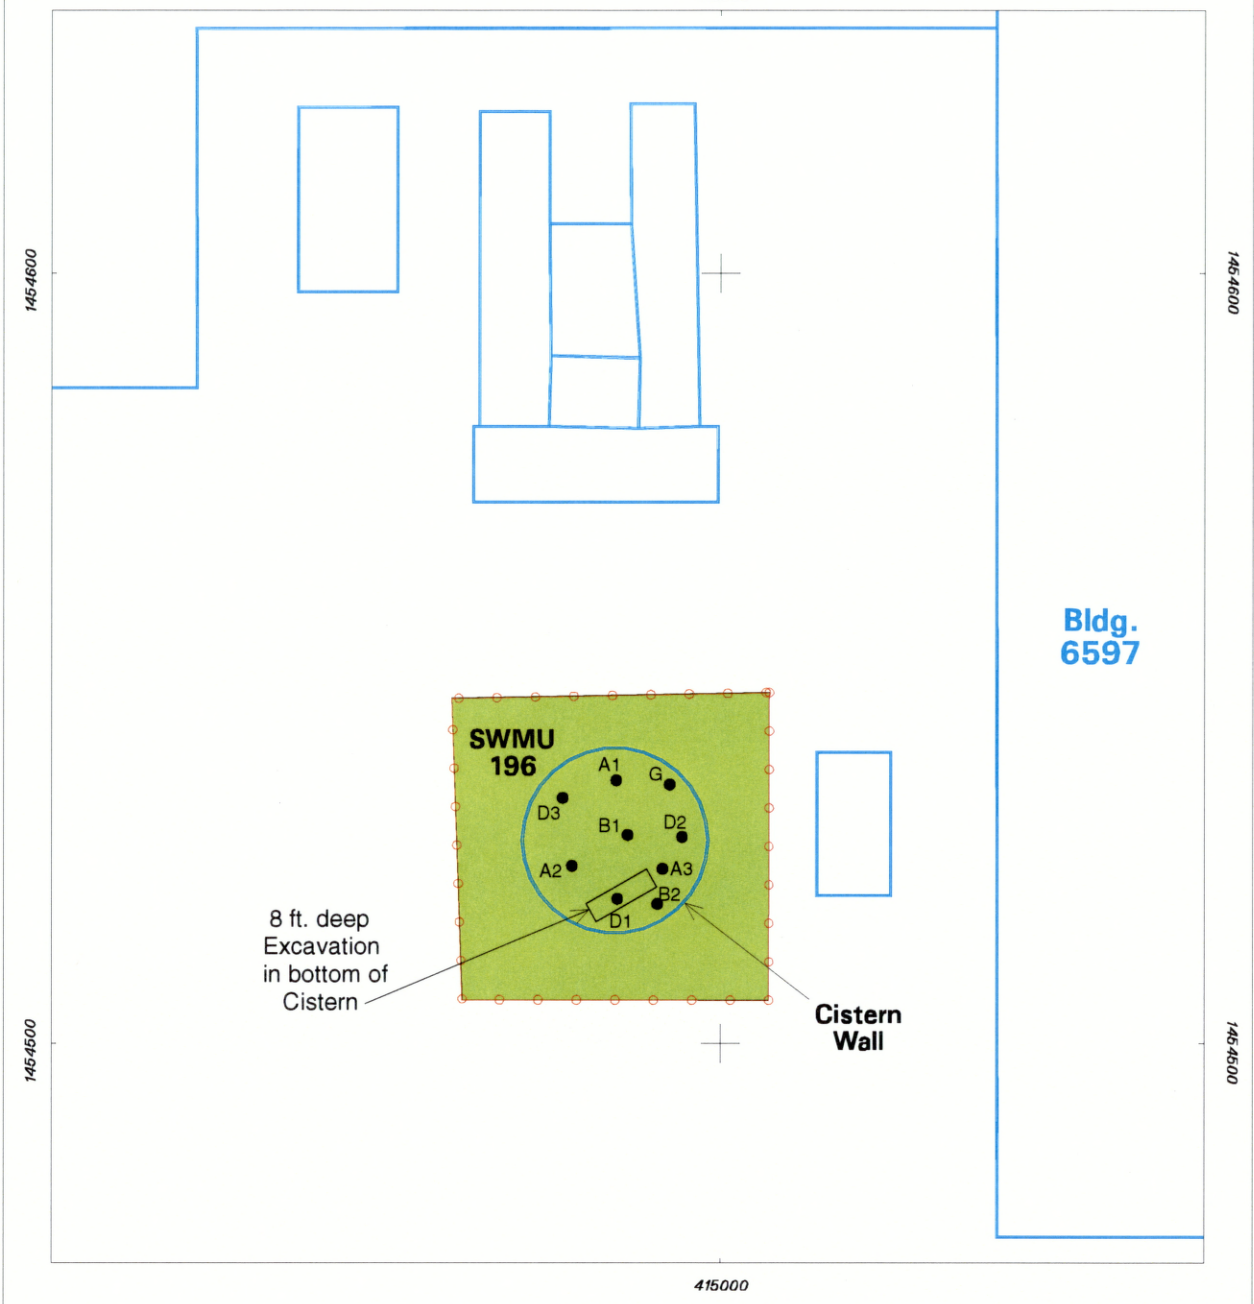 1454600
1454600
Bldg.
6597
SWMU
196
A1
G
D3
B1
D2
A2
A3
B2
D1
8 ft. deep
Excavation
in bottom of
Cistern
Cistern
Wall
1454500
1454500
415000